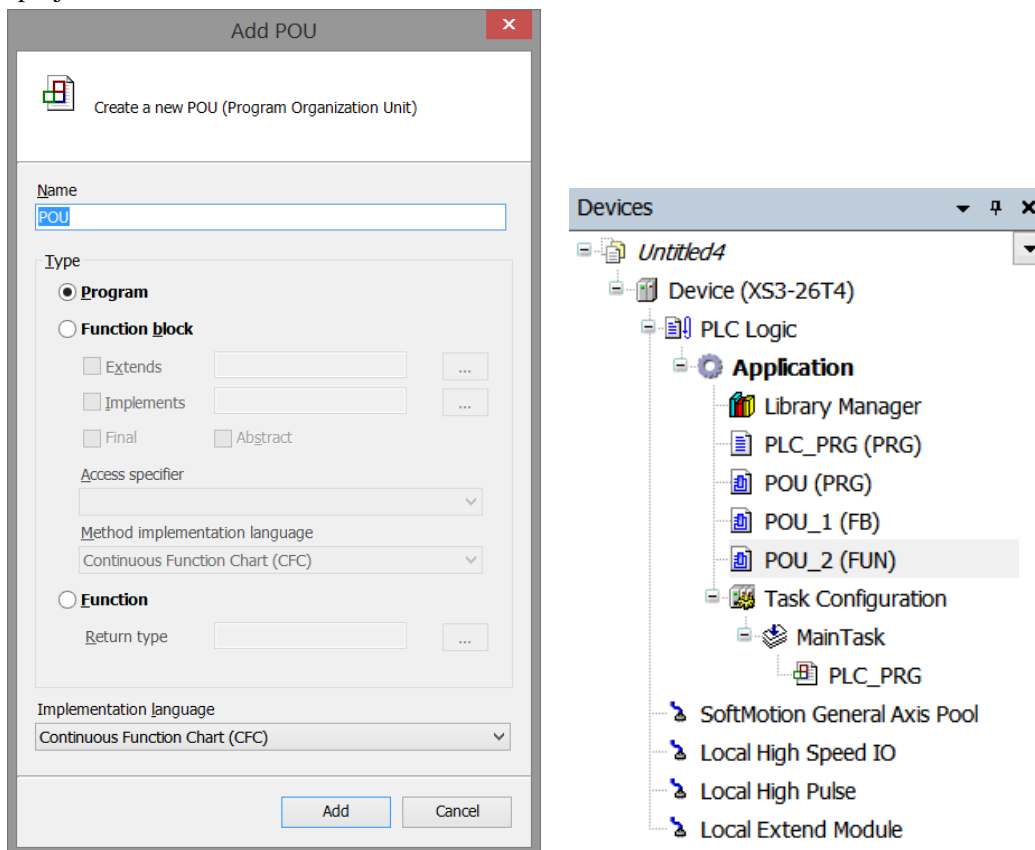 Add POU
Create a new POU (Program Organization Unit)
Name
POU
Type
Program
Function block
Extends
...
Implements
...
Final Abstract
Access specifier
Method implementation language
Continuous Function Chart (CFC)
Function
Return type
...
Implementation language
Continuous Function Chart (CFC)
Add Cancel
Devices
Untitled4
Device (XS3-26T4)
PLC Logic
Application
Library Manager
PLC_PRG (PRG)
POU (PRG)
POU_1 (FB)
POU_2 (FUN)
Task Configuration
MainTask
PLC_PRG
SoftMotion General Axis Pool
Local High Speed IO
Local High Pulse
Local Extend Module